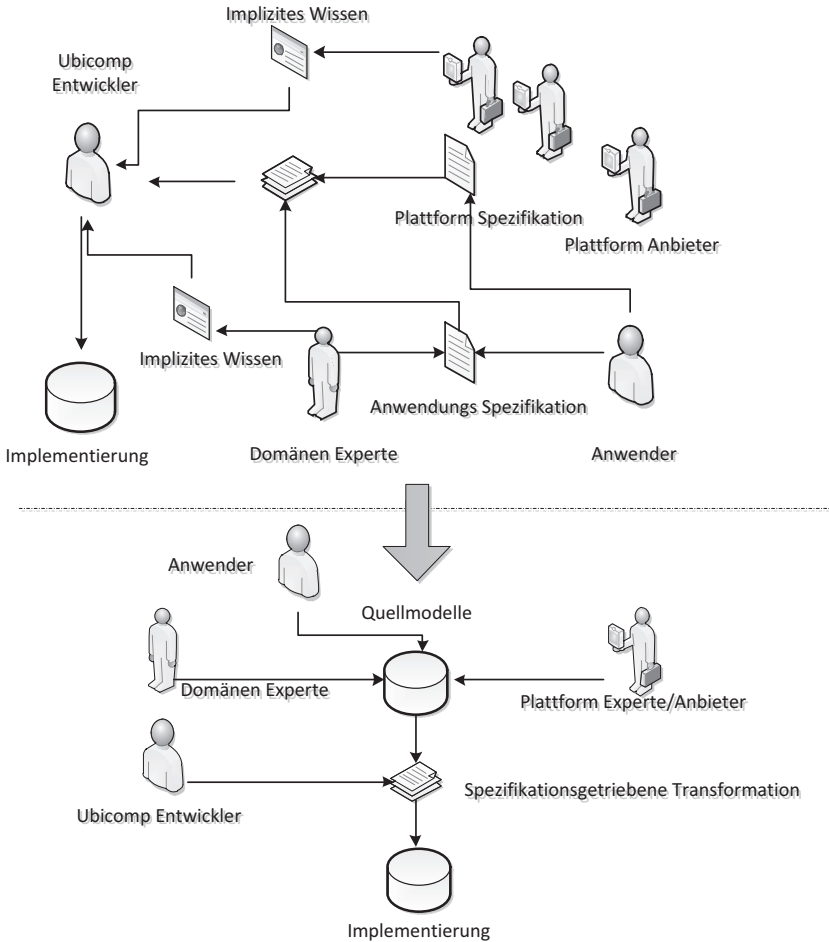 Implizites Wissen
Ubicomp
Entwickler
Plattform Spezifikation
Plattform Anbieter
Implizites Wissen
Anwendungs Spezifikation
Implementierung
Domänen Experte
Anwender
Anwender
Quellmodelle
Domänen Experte
Plattform Experte/Anbieter
Spezifikationsgetriebene Transformation
Ubicomp Entwickler
Implementierung